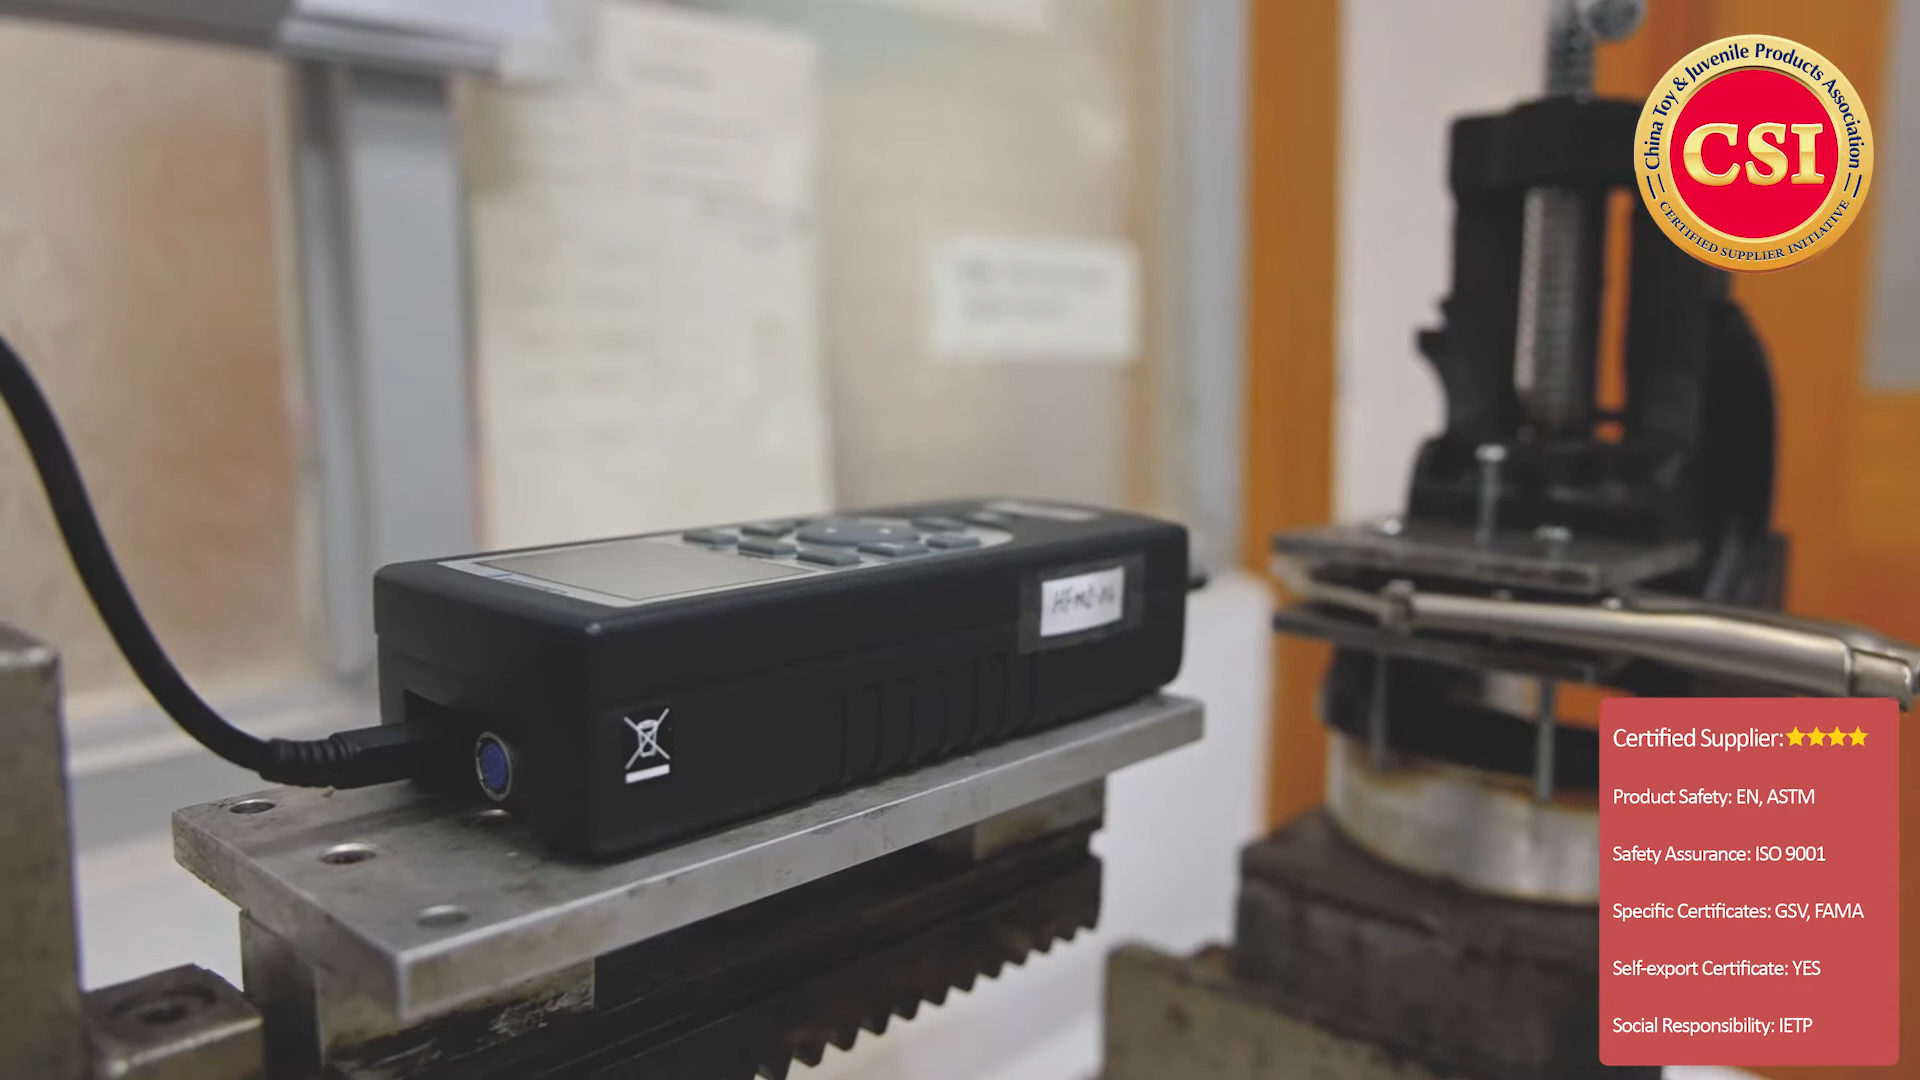 China Toy & Juvenile Products Association
CSI
CERTIFIED SUPPLIER INITIATIVE
Certified Supplier:★★★★
Product Safety: EN, ASTM
Safety Assurance: ISO 9001
Specific Certificates: GSV, FAMA
Self-export Certificate: YES
Social Responsibility: IETP